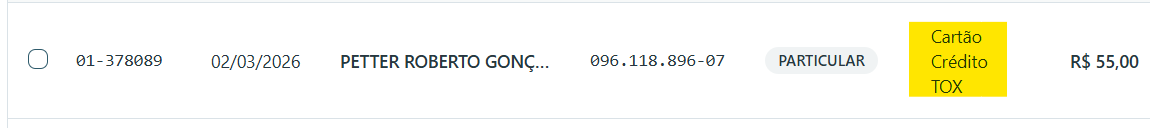 01-378089 02/03/2026 PETTER ROBERTO GONÇ... 096.118.896-07 PARTICULAR Cartão Crédito TOX R$ 55,00